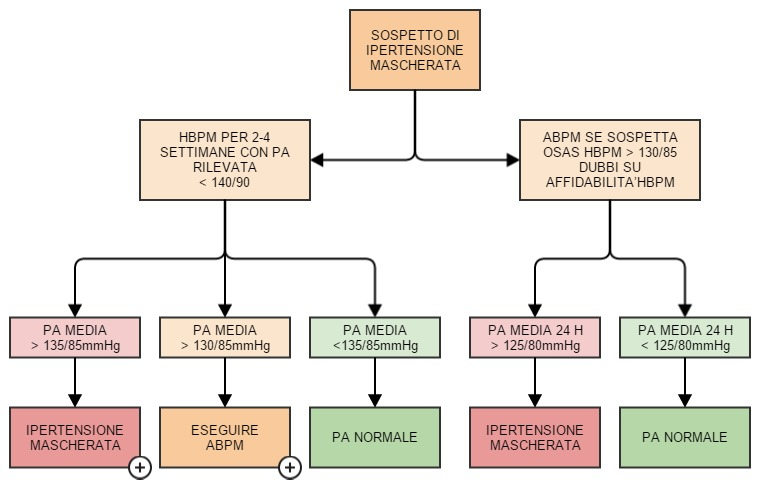 SOSPETTO DI
IPERTENSIONE
MASCHERATA
HBPM PER 2-4
SETTIMANE CON PA
RILEVATA
< 140/90
ABPM SE SOSPETTA
OSAS HBPM > 130/85
DUBBI SU
AFFIDABILITA'HBPM
PA MEDIA
> 135/85mmHg
PA MEDIA
> 130/85mmHg
PA MEDIA
<135/85mmHg
PA MEDIA 24 H
> 125/80mmHg
PA MEDIA 24 H
< 125/80mmHg
IPERTENSIONE
MASCHERATA
ESEGUIRE
ABPM
PA NORMALE
IPERTENSIONE
MASCHERATA
PA NORMALE